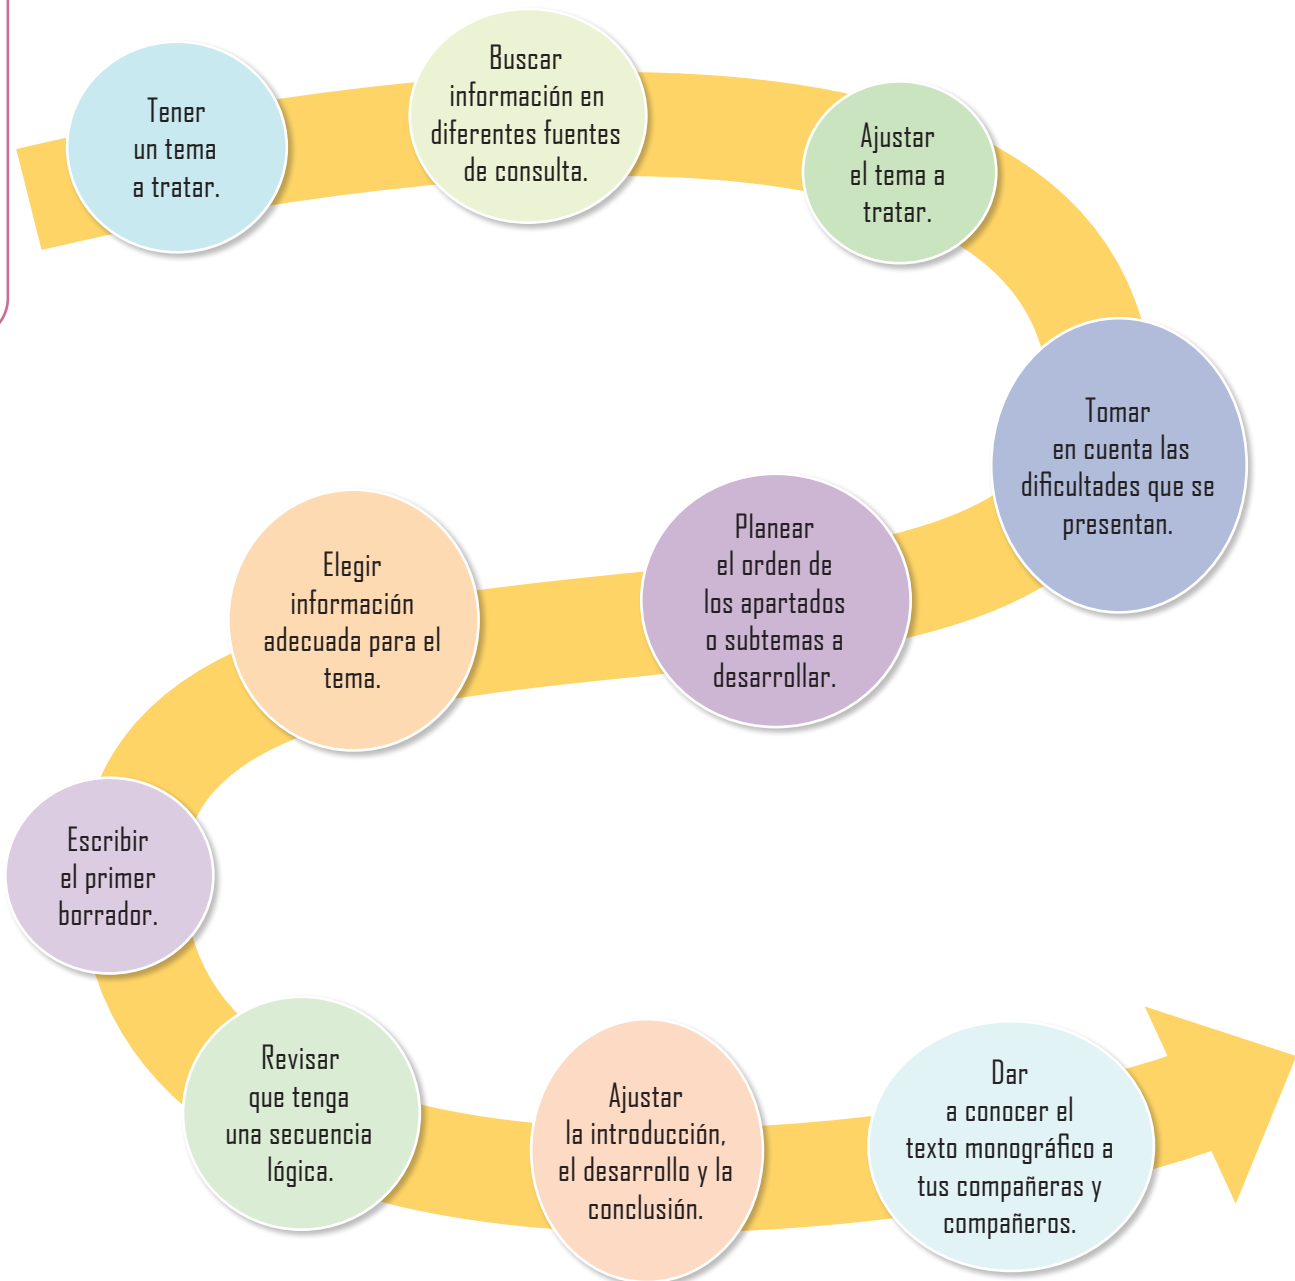 Tener
un tema
a tratar.
Buscar
información en
diferentes fuentes
de consulta.
Ajustar
el tema a
tratar.
Tomar
en cuenta las
dificultades que se
presentan.
Planear
el orden de
los apartados
o subtemas a
desarrollar.
Elegir
información
adecuada para el
tema.
Escribir
el primer
borrador.
Revisar
que tenga
una secuencia
lógica.
Ajustar
la introducción,
el desarrollo y la
conclusión.
Dar
a conocer el
texto monográfico a
tus compañeras y
compañeros.